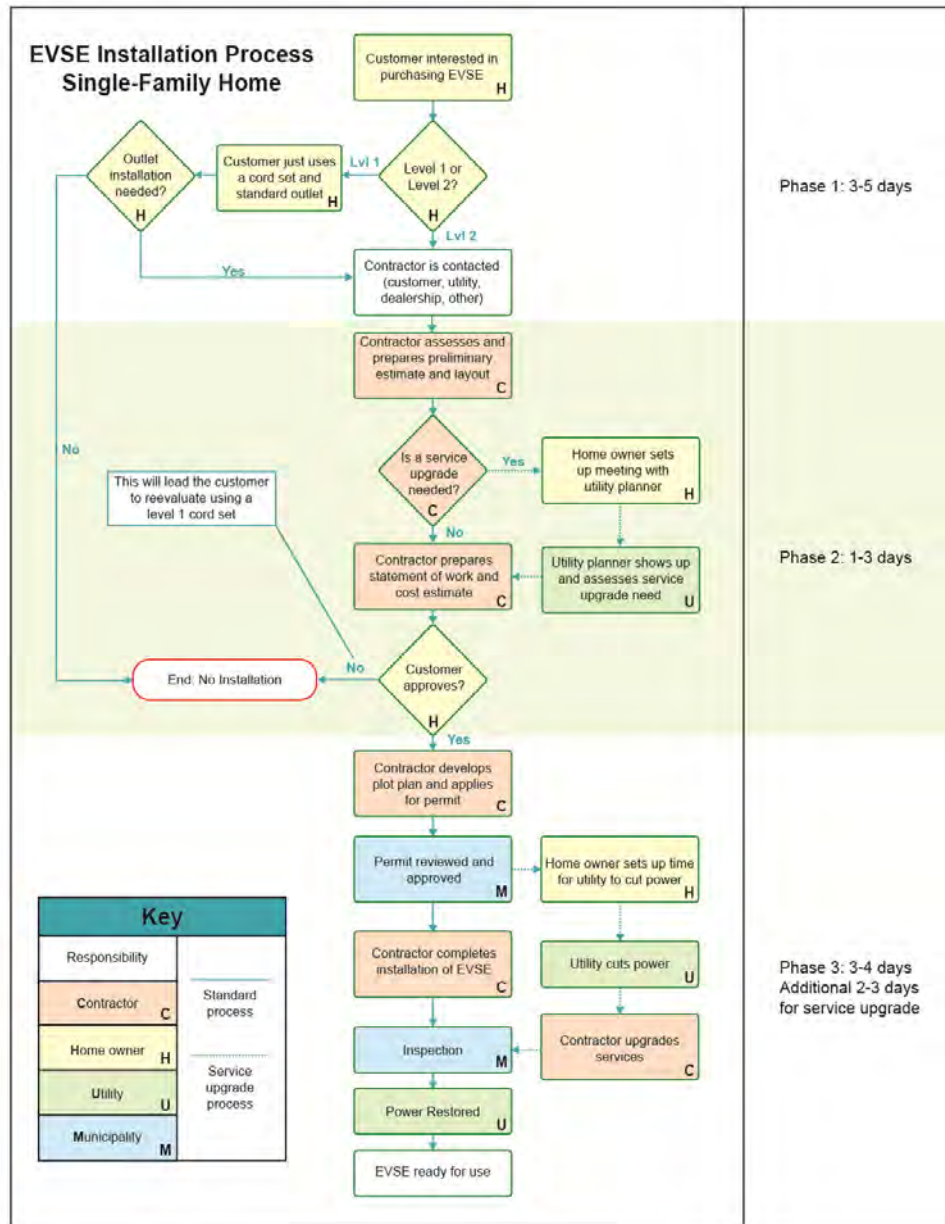 EVSE Installation Process
Single-Family Home
Customer interested in
purchasing EVSE
H
Outlet
installation
needed?
H
Customer just uses
a cord set and
standard outlet
H
Lvl 1
Level 1 or
Level 2?
H
Lvl 2
Yes
Contractor is contacted
(customer, utility,
dealership, other)
Phase 1: 3-5 days
Contractor assesses and
prepares preliminary
estimate and layout
C
No
Is a service
upgrade
needed?
C
Yes
Home owner sets
up meeting with
utility planner
H
This will lead the customer
to reevaluate using a
level 1 cord set
No
Contractor prepares
statement of work and
cost estimate
C
Utility planner shows up
and assesses service
upgrade need
U
Phase 2: 1-3 days
End: No Installation
No
Customer
approves?
H
Yes
Contractor develops
plot plan and applies
for permit
C
Permit reviewed and
approved
M
Home owner sets up time
for utility to cut power
H
Contractor completes
installation of EVSE
C
Utility cuts power
U
Phase 3: 3-4 days
Additional 2-3 days
for service upgrade
Inspection
M
Contractor upgrades
services
C
Power Restored
U
EVSE ready for use
Key
Responsibility
Contractor
C
Home owner
H
Utility
U
Municipality
M
Standard
process
Service
upgrade
process